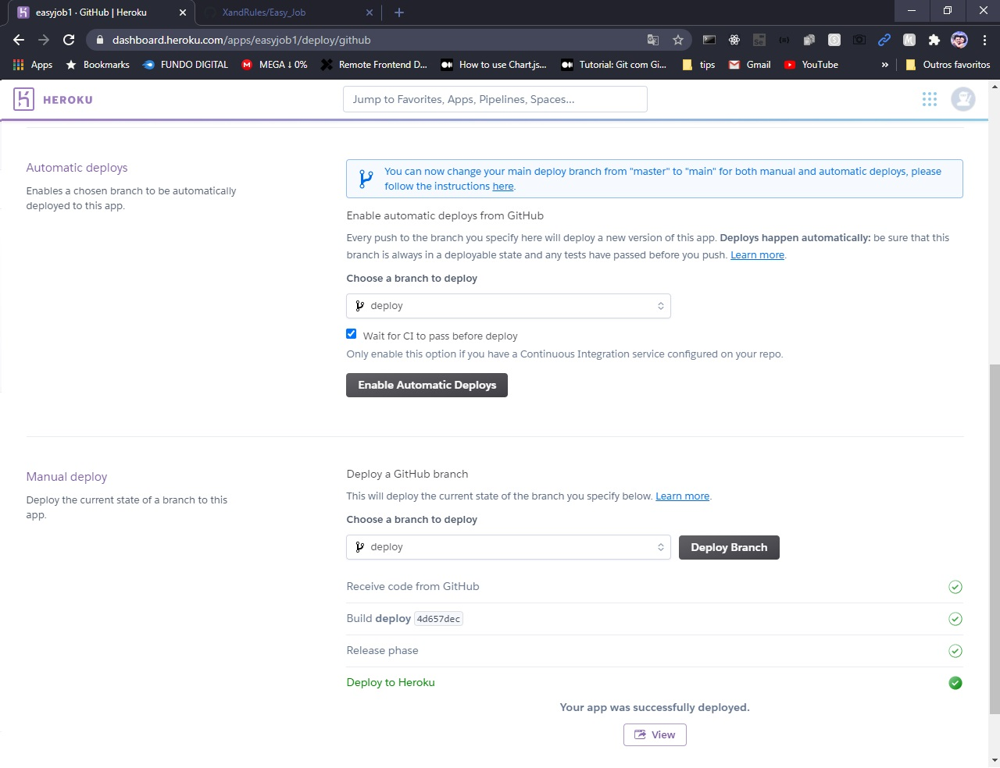 easyjob1 · GitHub | Heroku
XandRules/Easy_Job
dashboard.heroku.com/apps/easyjob1/deploy/github
Apps
Bookmarks
FUNDO DIGITAL
MEGA ↓ 0%
Remote Frontend D...
How to use Chart.js...
Tutorial: Git com Gi...
tips
Gmail
YouTube
»
Outros favoritos
HEROKU
Jump to Favorites, Apps, Pipelines, Spaces...
Automatic deploys
Enables a chosen branch to be automatically
deployed to this app.
You can now change your main deploy branch from "master" to "main" for both manual and automatic deploys, please
follow the instructions here.
Enable automatic deploys from GitHub
Every push to the branch you specify here will deploy a new version of this app. Deploys happen automatically: be sure that this
branch is always in a deployable state and any tests have passed before you push. Learn more.
Choose a branch to deploy
deploy
Wait for CI to pass before deploy
Only enable this option if you have a Continuous Integration service configured on your repo.
Enable Automatic Deploys
Manual deploy
Deploy the current state of a branch to this
app.
Deploy a GitHub branch
This will deploy the current state of the branch you specify below. Learn more.
Choose a branch to deploy
deploy
Deploy Branch
Receive code from GitHub
Build deploy 4d657dec
Release phase
Deploy to Heroku
Your app was successfully deployed.
View